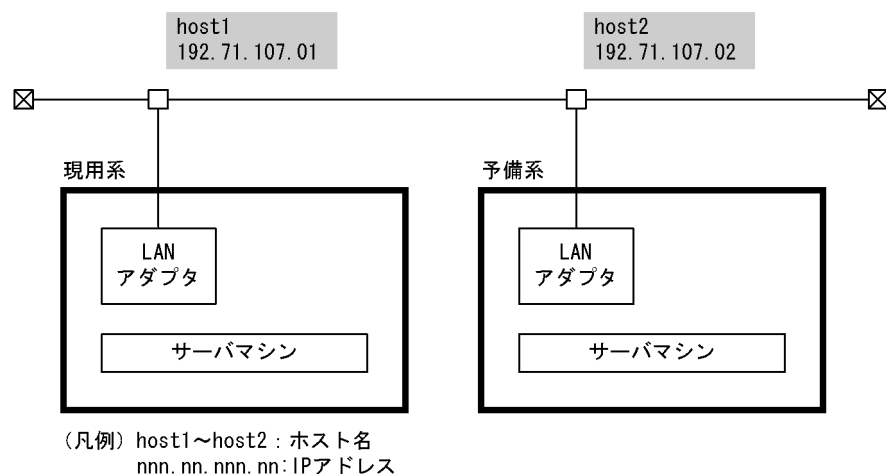 host1
192.71.107.01
host2
192.71.107.02
現用系
予備系
LAN
アダプタ
LAN
アダプタ
サーバマシン
サーバマシン
（凡例）host1～host2：ホスト名
nnn.nn.nnn.nn:IPアドレス